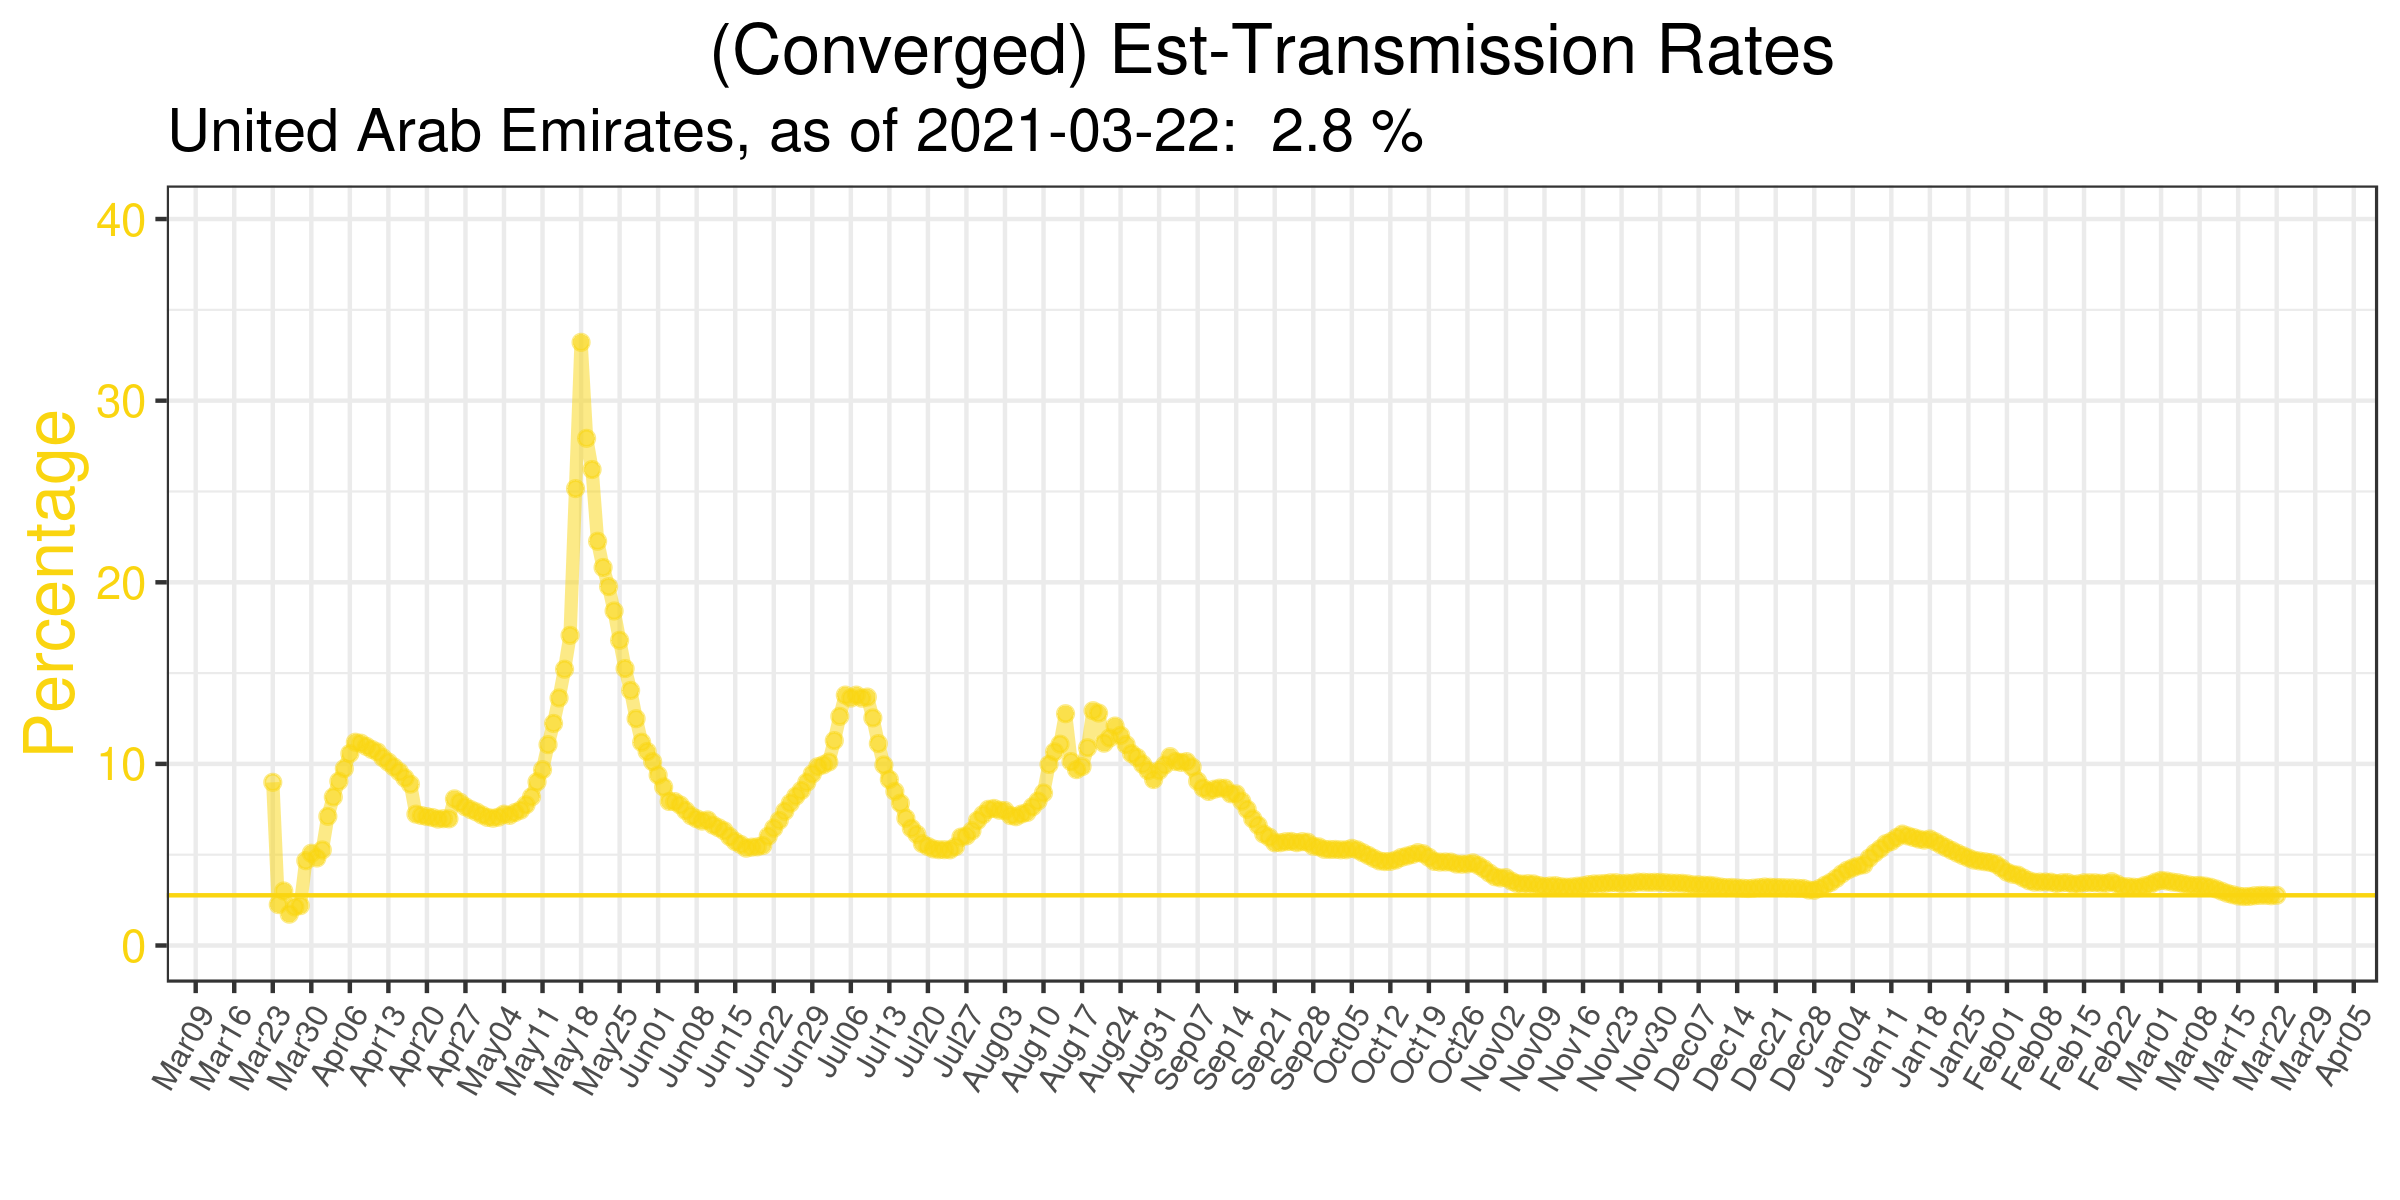 (Converged) Est-Transmission Rates
United Arab Emirates, as of 2021-03-22:  2.8 %
Percentage
40
30
20
10
0
Mar09 Mar16 Mar23 Mar30 Apr06 Apr13 Apr20 Apr27 May04 May11 May18 May25 Jun01 Jun08 Jun15 Jun22 Jun29 Jul06 Jul13 Jul20 Jul27 Aug03 Aug10 Aug17 Aug24 Aug31 Sep07 Sep14 Sep21 Sep28 Oct05 Oct12 Oct19 Oct26 Nov02 Nov09 Nov16 Nov23 Nov30 Dec07 Dec14 Dec21 Dec28 Jan04 Jan11 Jan18 Jan25 Feb01 Feb08 Feb15 Feb22 Mar01 Mar08 Mar15 Mar22 Mar29 Apr05